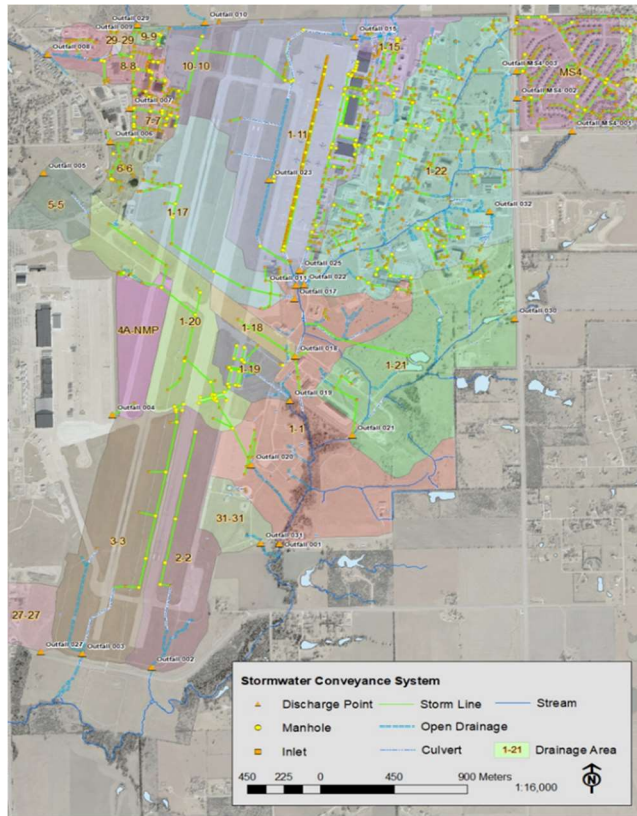 Outfall 029
Outfall 010
Outfall 009
29-29
9-9
Outfall 015
Outfall 008
1-15
8-8
10-10
Outfall MS4-003
MS4
Outfall 007
Outfall MS4-002
7-7
1-11
Outfall MS4-001
Outfall 006
Outfall 005
6-6
1-22
Outfall 023
5-5
1-17
Outfall 032
Outfall 025
Outfall 011
Outfall 022
Outfall 017
4A-NMP
1-20
1-18
Outfall 030
Outfall 018
1-19
1-21
Outfall 004
Outfall 019
1-1
Outfall 021
Outfall 020
31-31
3-3
2-2
Outfall 031
Outfall 001
27-27
Outfall 027
Outfall 003
Outfall 002
Stormwater Conveyance System
Discharge Point
Storm Line
Stream
Manhole
Open Drainage
Inlet
Culvert
1-21
Drainage Area
450 225 0 450 900 Meters
1:16,000
N